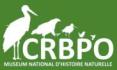 CRBPO
MUSEUM NATIONAL D'HISTOIRE NATURELLE